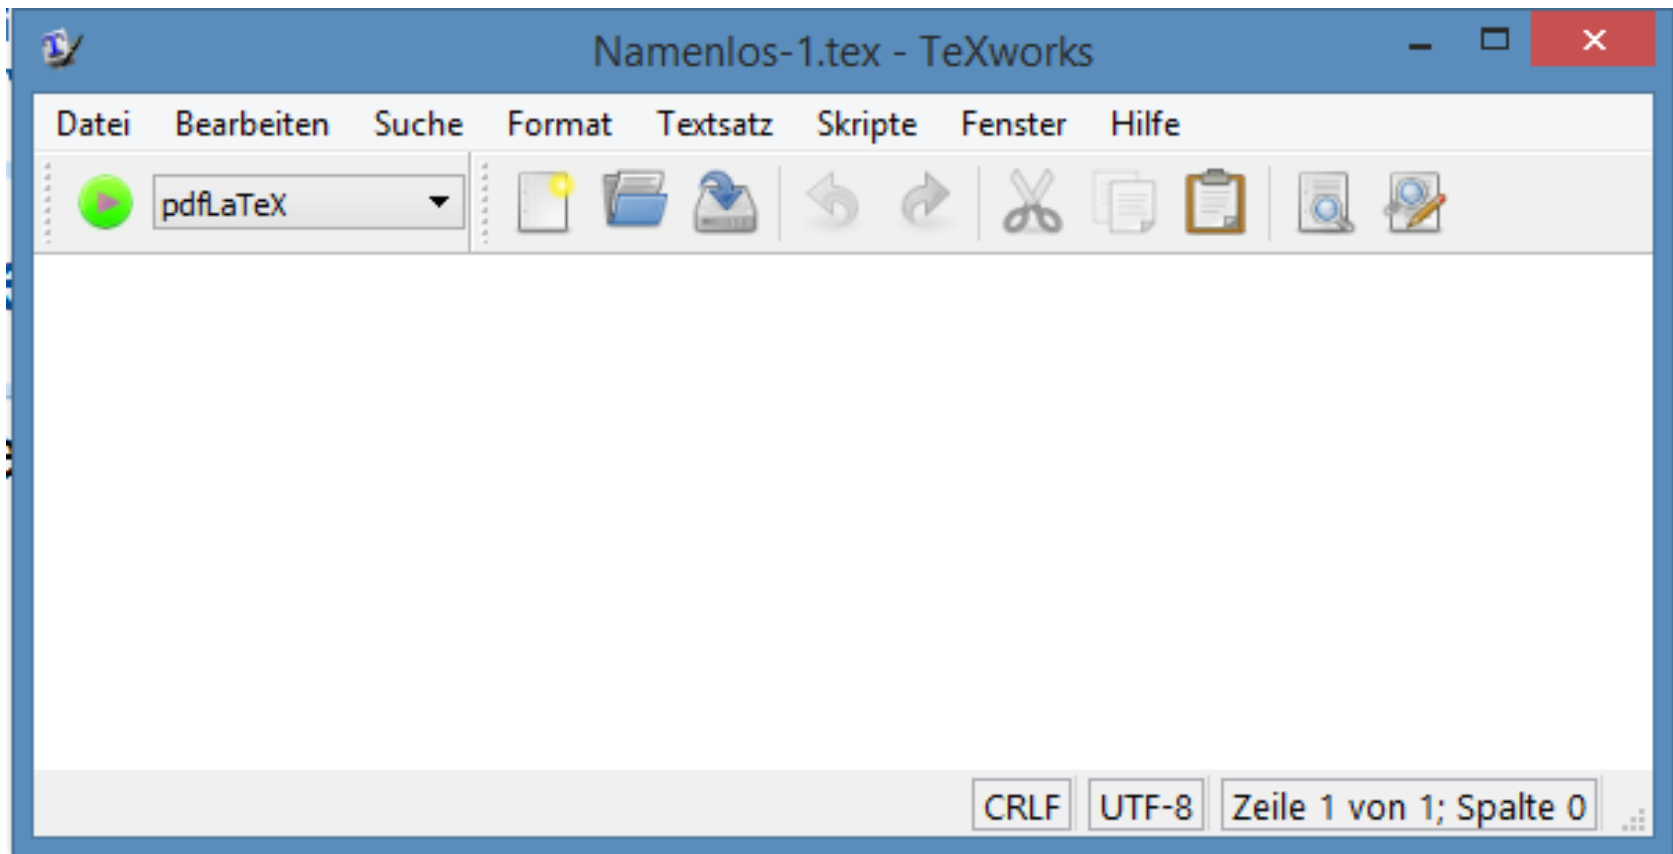 Namenlos-1.tex - TeXworks
Datei Bearbeiten Suche Format Textsatz Skripte Fenster Hilfe
pdfLaTeX
CRLF UTF-8 Zeile 1 von 1; Spalte 0